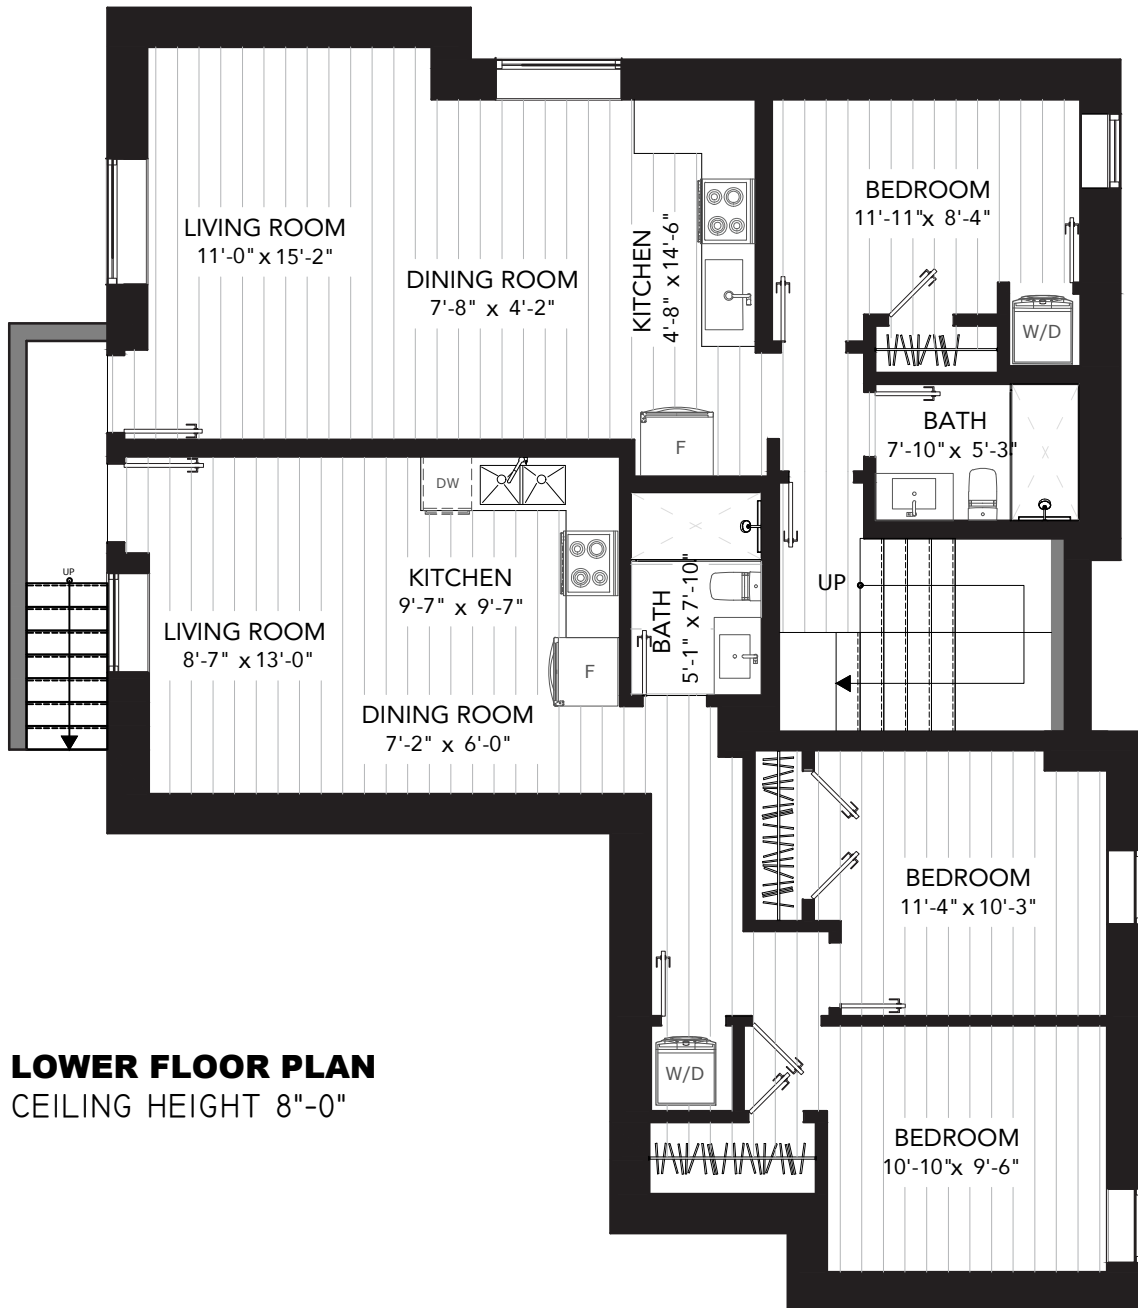 BEDROOM
11'-11"x 8'-4"
LIVING ROOM
11'-0" x 15'-2"
DINING ROOM
7'-8" x 4'-2"
KITCHEN
4'-8" x 14'-6"
W/D
BATH
7'-10" x 5'-3"
F
DW
KITCHEN
9'-7" x 9'-7"
UP
UP
LIVING ROOM
8'-7" x 13'-0"
BATH
5'-1" x 7'-10"
F
DINING ROOM
7'-2" x 6'-0"
BEDROOM
11'-4" x 10'-3"
LOWER FLOOR PLAN
CEILING HEIGHT 8"-0"
W/D
BEDROOM
10'-10"x 9'-6"